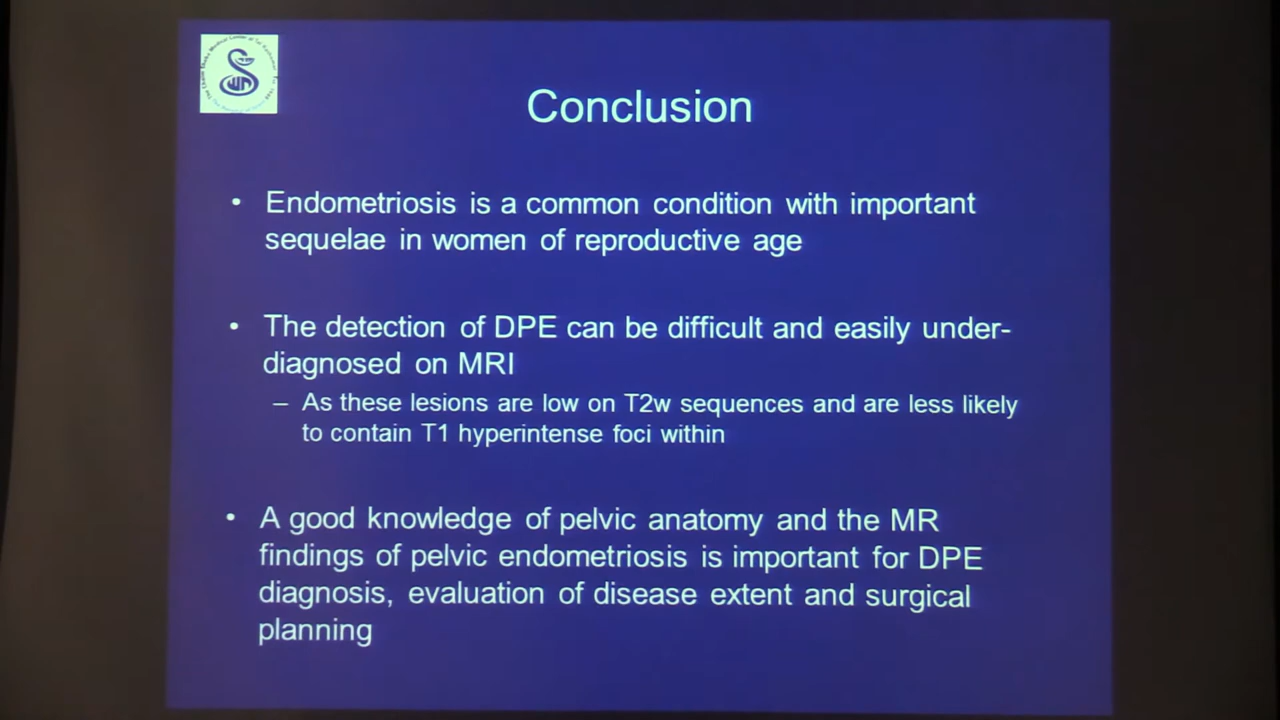 Conclusion
• Endometriosis is a common condition with important
sequelae in women of reproductive age
• The detection of DPE can be difficult and easily under-
diagnosed on MRI
– As these lesions are low on T2w sequences and are less likely
to contain T1 hyperintense foci within
• A good knowledge of pelvic anatomy and the MR
findings of pelvic endometriosis is important for DPE
diagnosis, evaluation of disease extent and surgical
planning